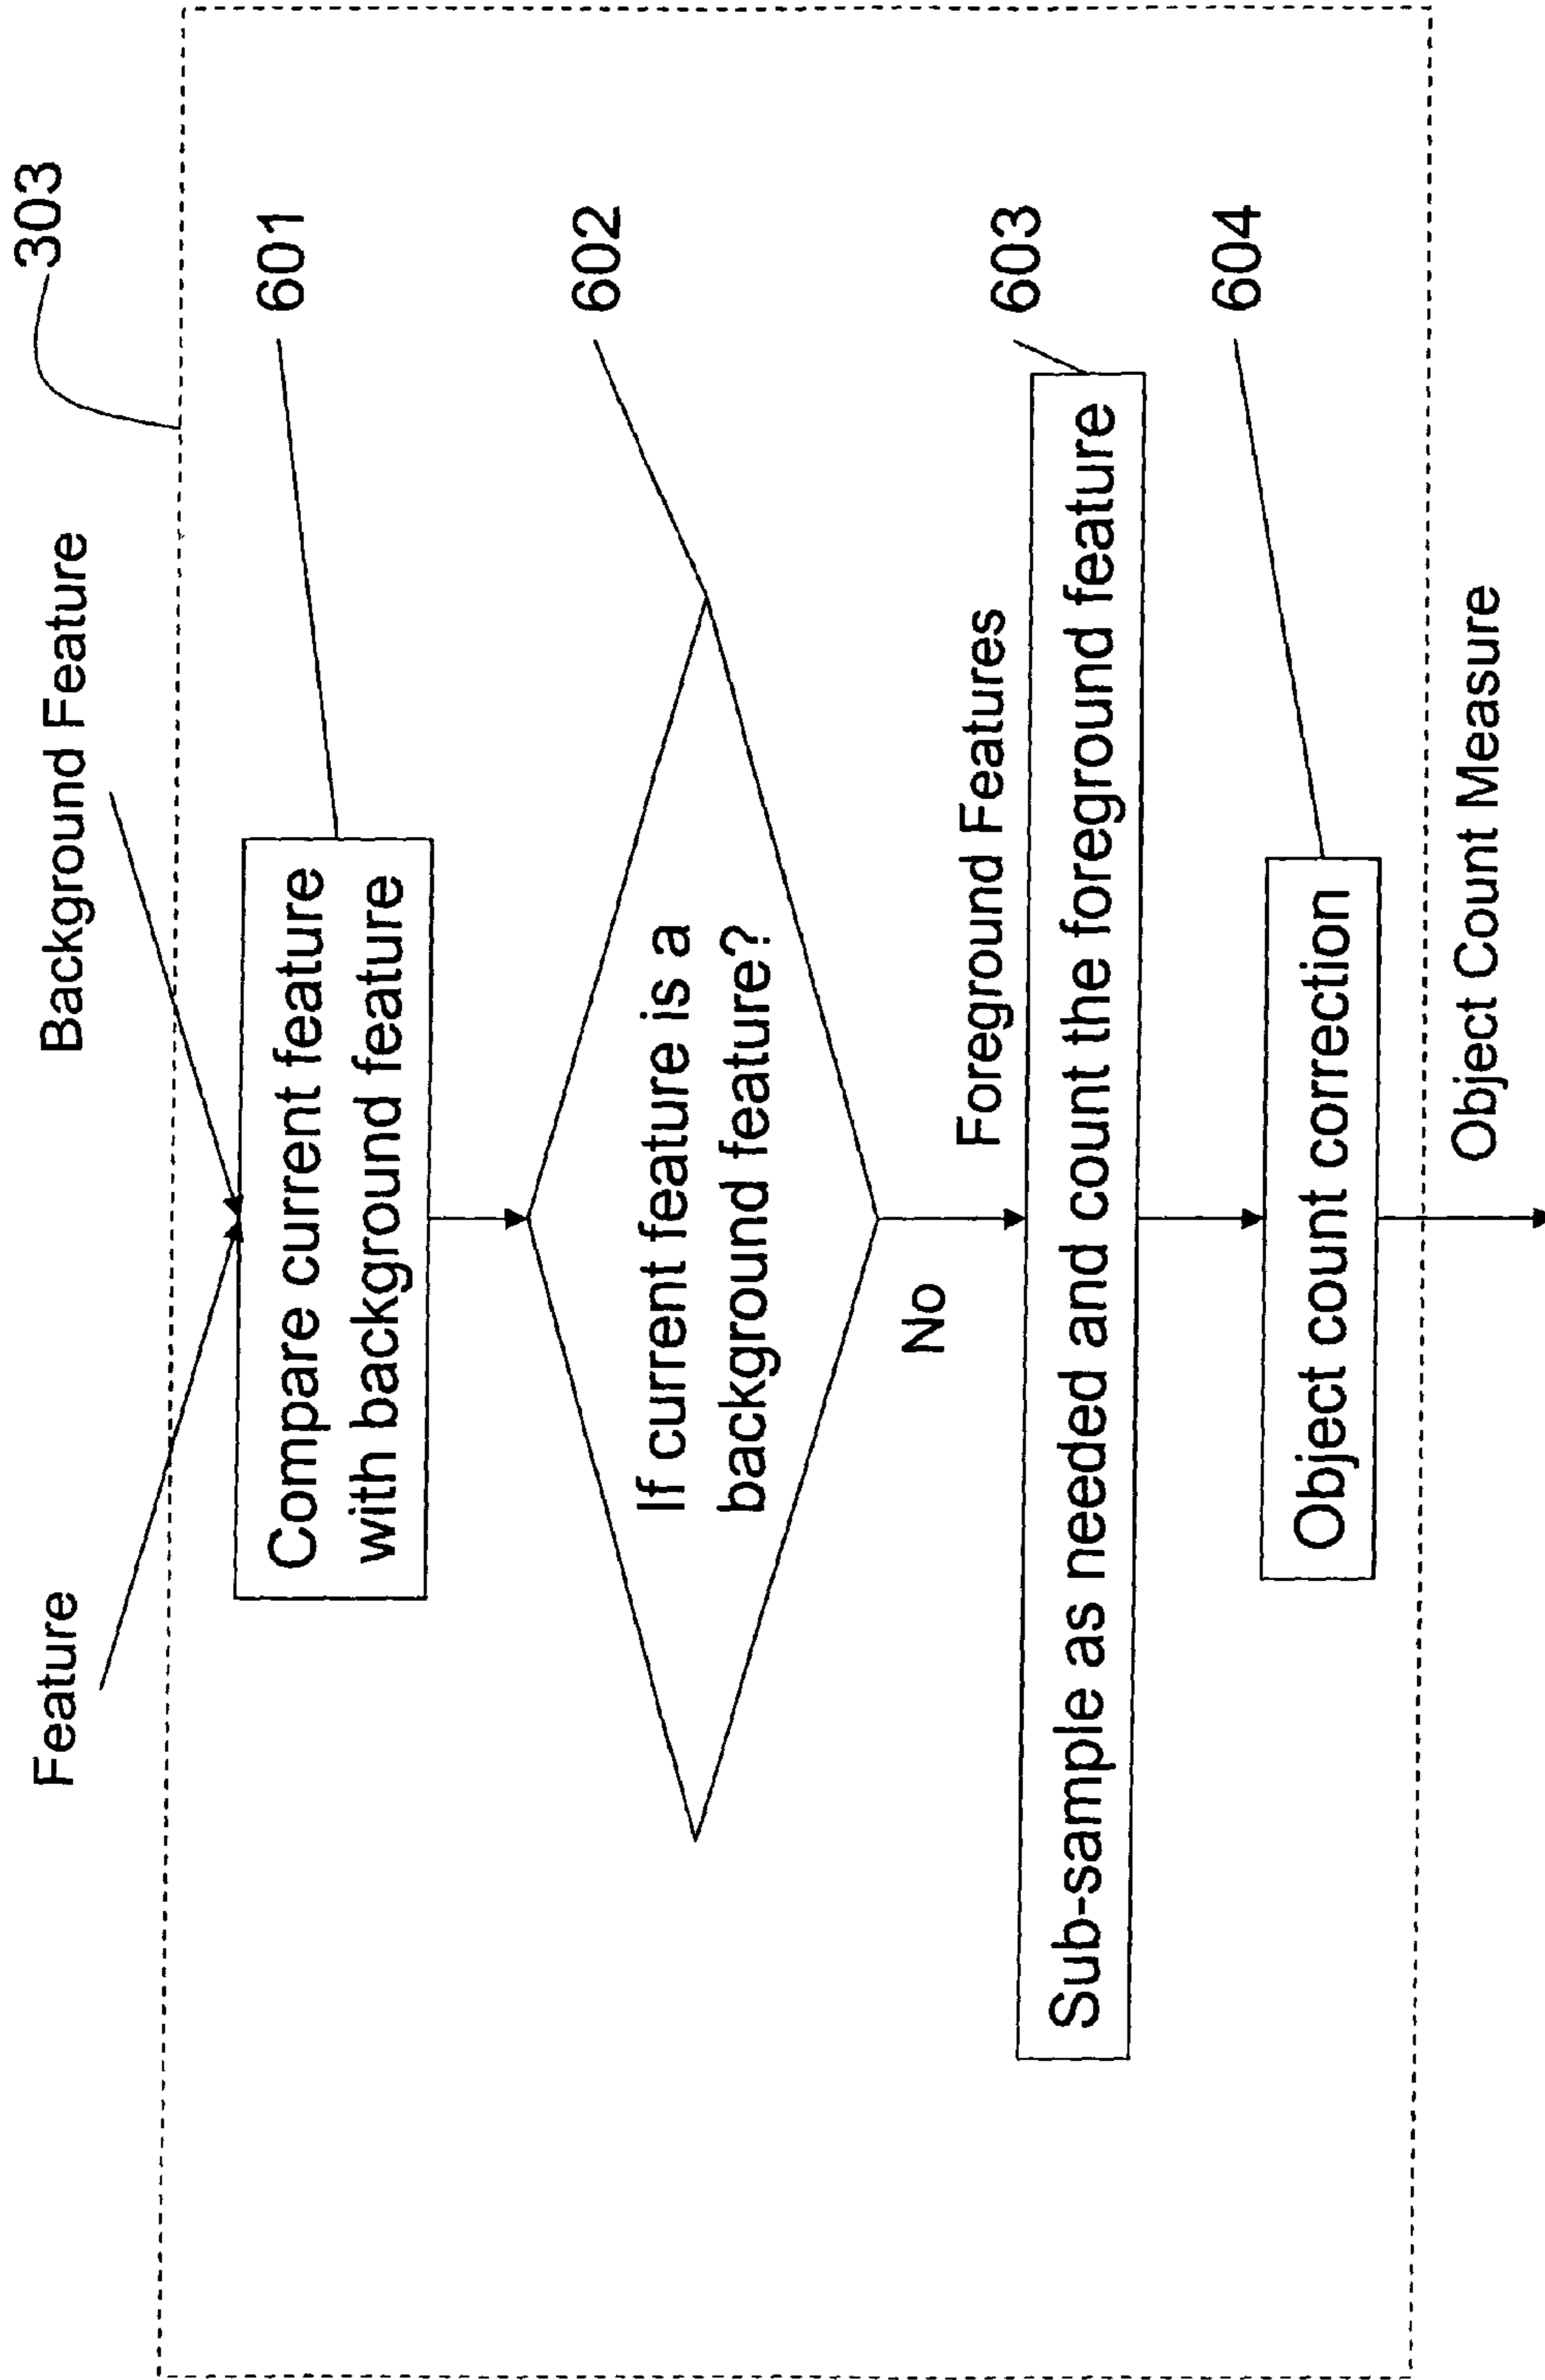 303
Feature
Background Feature
601
Compare current feature
with background feature
602
If current feature is a
background feature?
No
Foreground Features
603
Sub-sample as needed and count the foreground feature
604
Object count correction
Object Count Measure